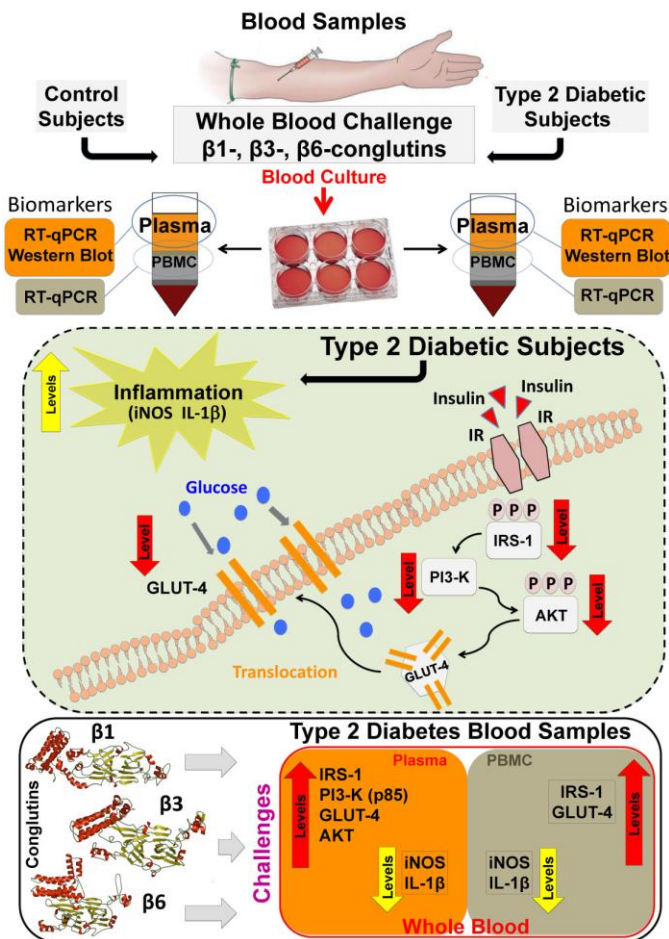 Blood Samples
Control
Subjects
Type 2 Diabetic
Subjects
Whole Blood Challenge
β1-, β3-, β6-conglutins
Blood Culture
Biomarkers
RT-qPCR
Western Blot
RT-qPCR
Plasma
PBMC
Plasma
PBMC
Biomarkers
RT-qPCR
Western Blot
RT-qPCR
Type 2 Diabetic Subjects
Levels
Inflammation
(iNOS IL-1β)
Insulin
Insulin
IR
IR
Glucose
Level
GLUT-4
P P P
IRS-1
Level
Level
PI3-K
P P P
AKT
Level
Translocation
GLUT-4
Conglutins
β1
β3
β6
Type 2 Diabetes Blood Samples
Challenges
Plasma
PBMC
Levels
IRS-1
PI3-K (p85)
GLUT-4
AKT
Levels
iNOS
IL-1β
IRS-1
GLUT-4
Levels
iNOS
IL-1β
Levels
Whole Blood